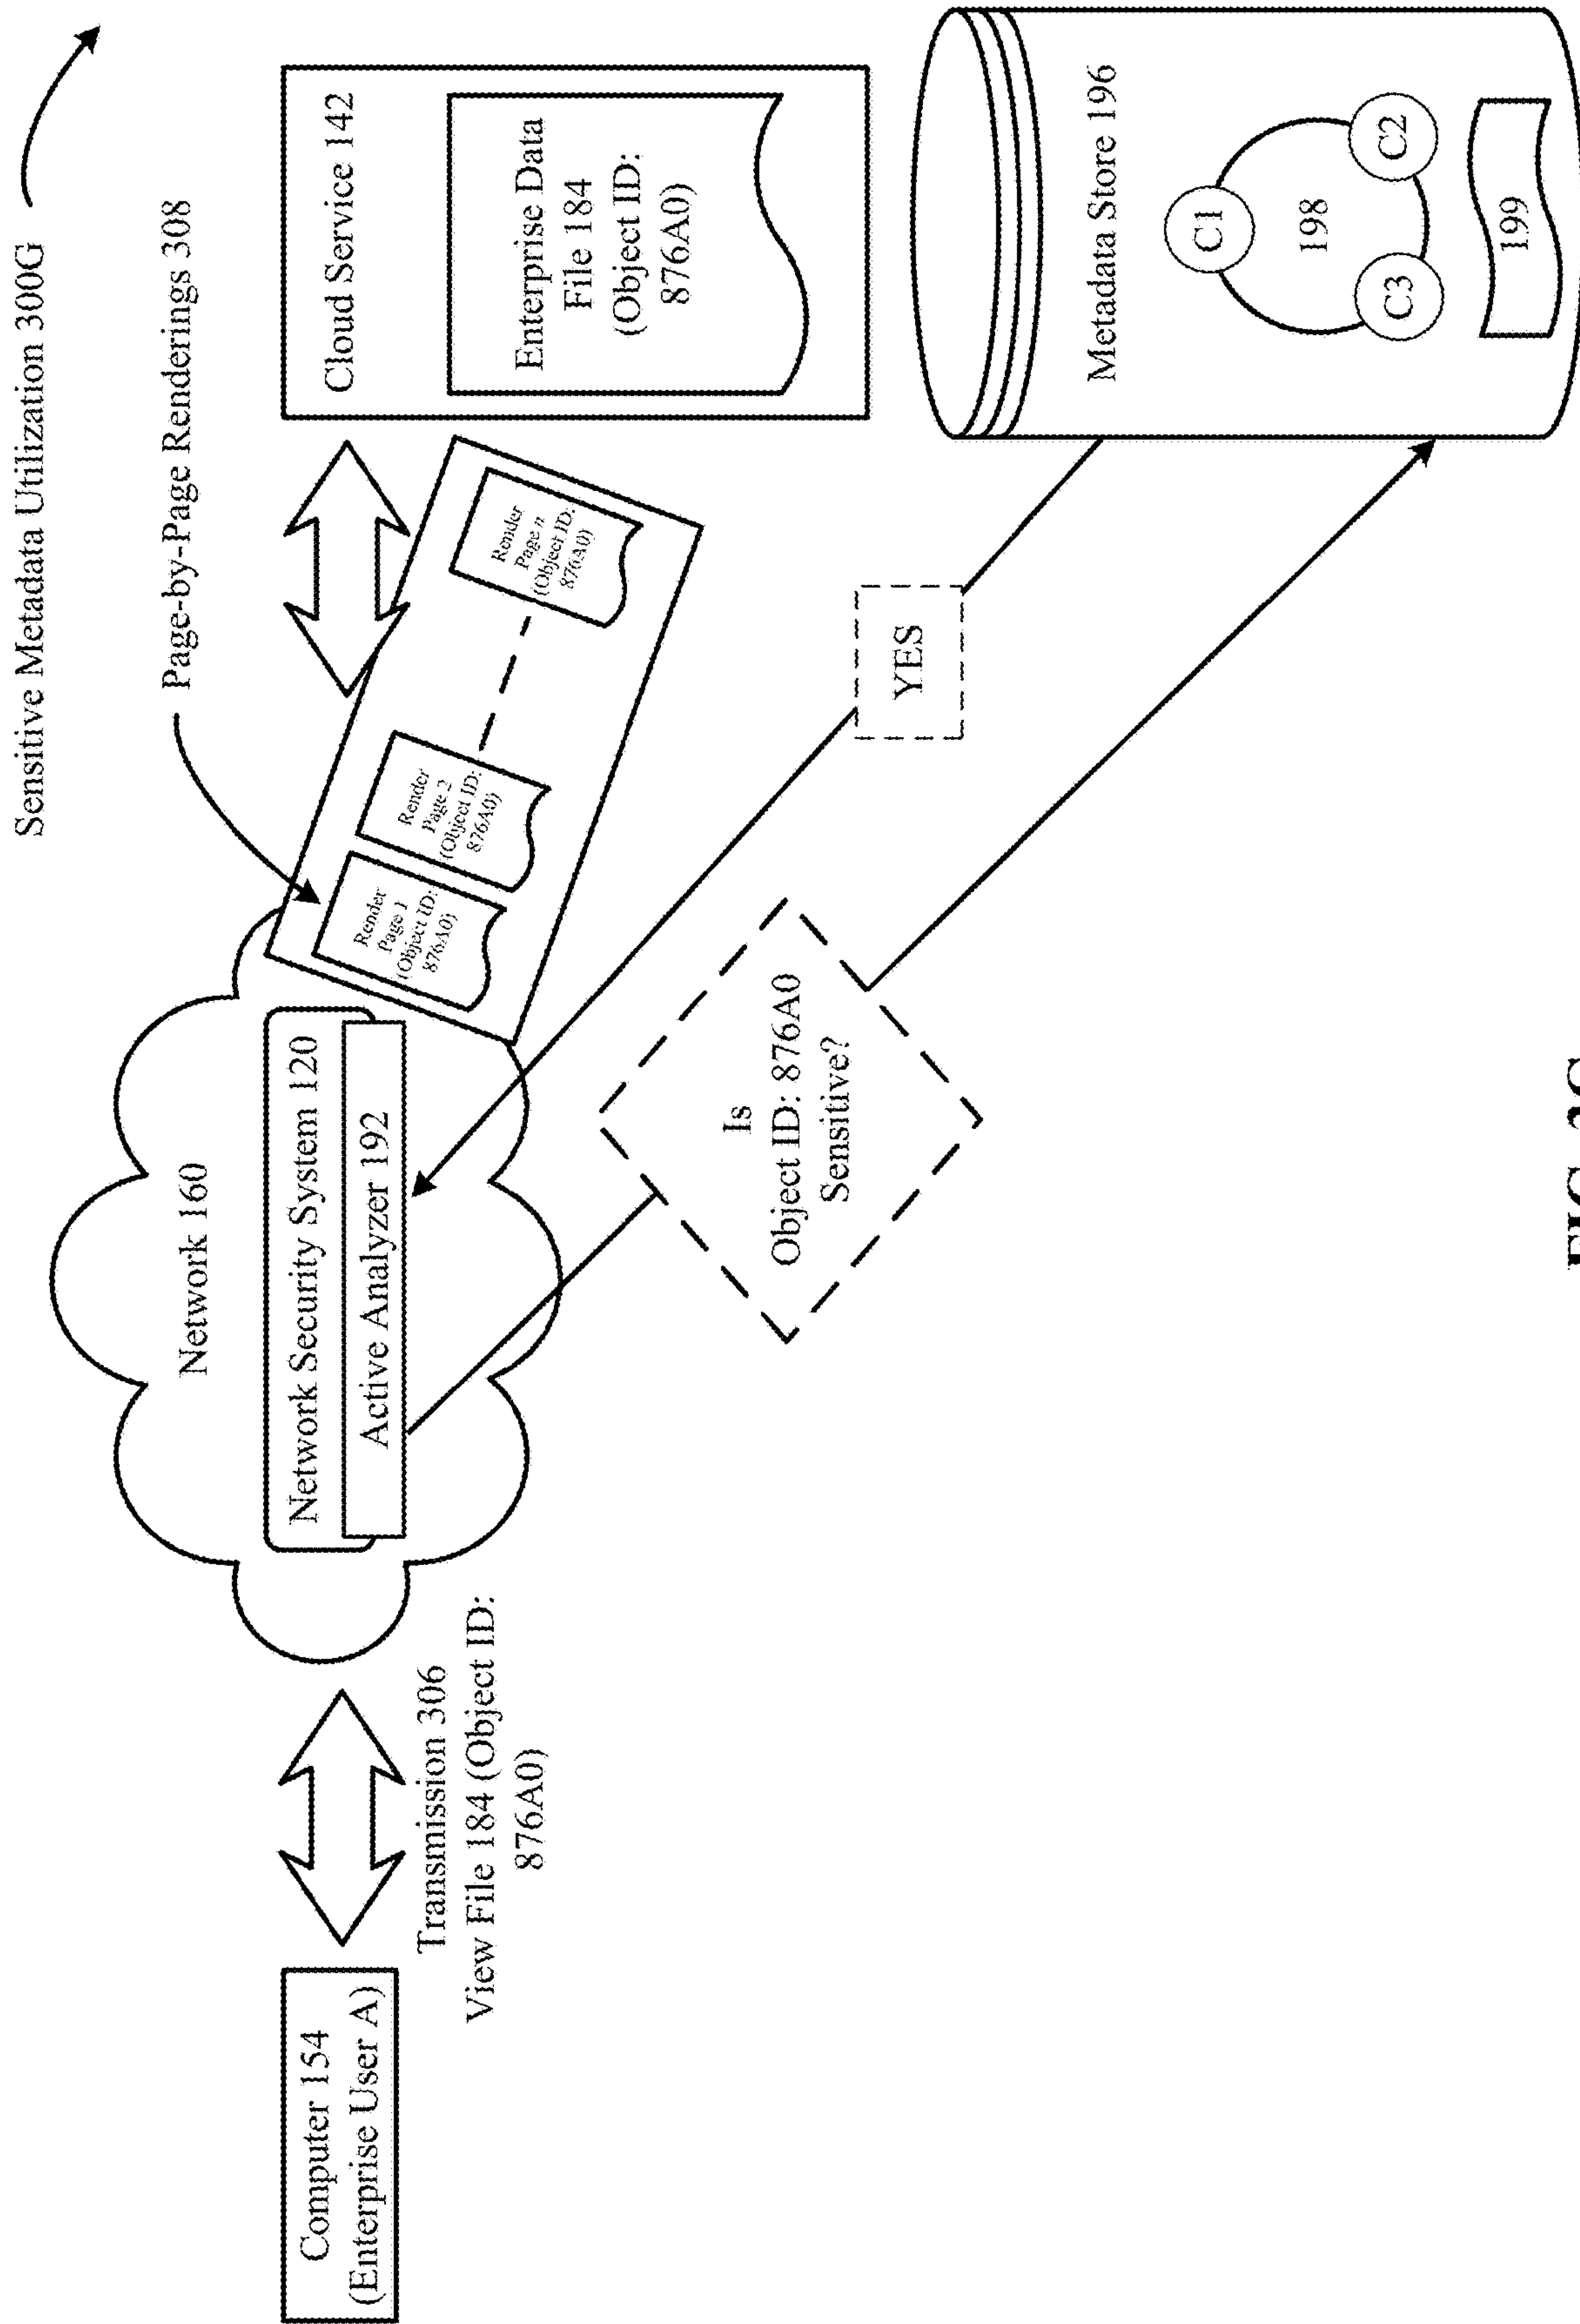 Sensitive Metadata Utilization 300G
Page-by-Page Renderings 308
Computer 154
(Enterprise User A)
Transmission 306
View File 184 (Object ID:
876A0)
Network 160
Network Security System 120
Active Analyzer 192
Render
Page 1
(Object ID:
876A0)
Render
Page 2
(Object ID:
876A0)
Render
Page n
(Object ID:
876A0)
Cloud Service 142
Enterprise Data
File 184
(Object ID:
876A0)
Is
Object ID: 876A0
Sensitive?
YES
Metadata Store 196
C1
198
C3
C2
199